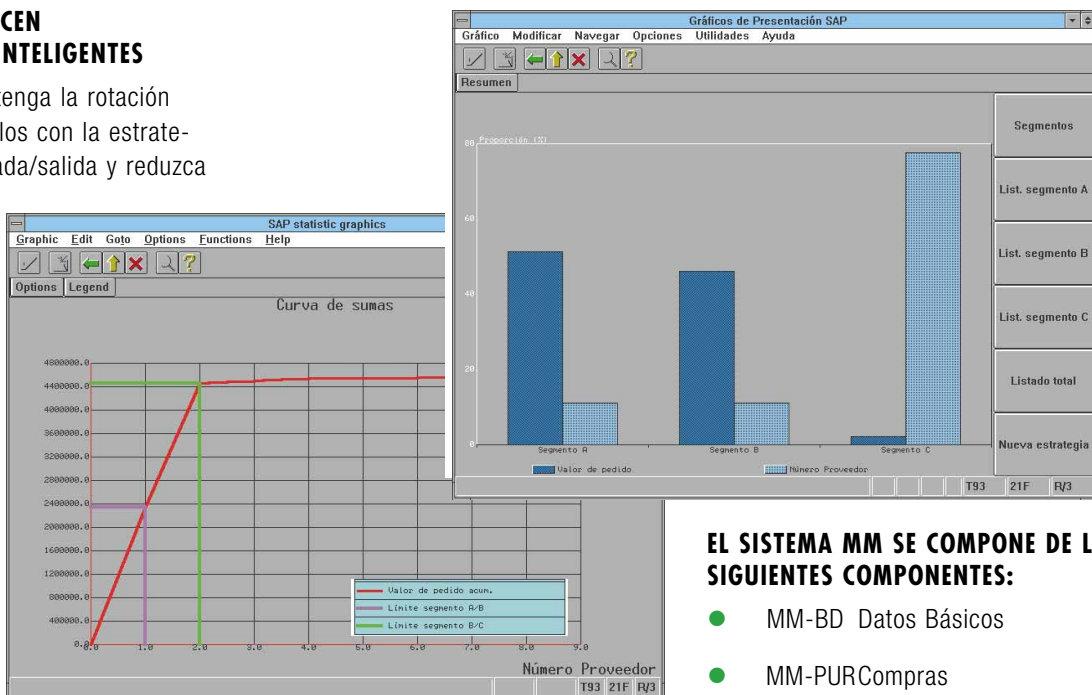 CEN
NTELIGENTES
tenga la rotación
los con la estrate-
ada/salida y reduzca
Gráficos de Presentación SAP
Gráfico Modificar Navegar Opciones Utilidades Ayuda
Resumen
Proporción (%)
80
60
40
20
0
Segmento A Segmento B Segmento C
Valor de pedido Número Proveedor
Segmentos
List. segmento A
List. segmento B
List. segmento C
Listado total
Nueva estrategia
T93 21F R/3
SAP statistic graphics
Graphic Edit Goto Options Functions Help
Options Legend
Curva de sumas
4800000.0
4400000.0
4000000.0
3600000.0
3200000.0
2800000.0
2400000.0
2000000.0
1600000.0
1200000.0
800000.0
400000.0
0.0
0.0 1.0 2.0 3.0 4.0 5.0 6.0 7.0 8.0 9.0
Valor de pedido acum.
Límite segmento A/B
Límite segmento B/C
Número Proveedor
T93 21F R/3
EL SISTEMA MM SE COMPONE DE L
SIGUIENTES COMPONENTES:
● MM-BD Datos Básicos
● MM-PURCompras